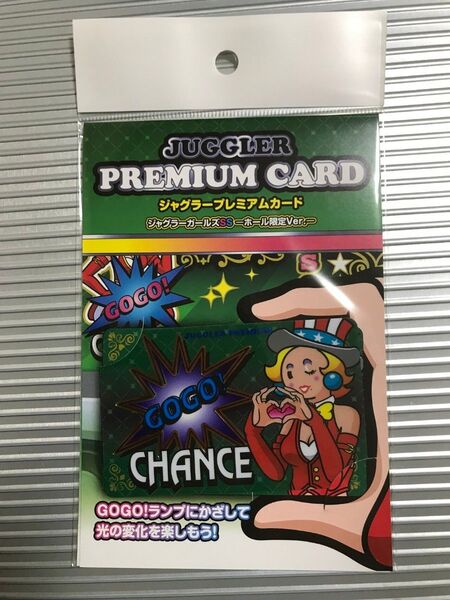 JUGGLER
PREMIUM CARD
ジャグラープレミアムカード
ジャグラーガールズSS ―ホール限定Ver.―
GOGO!
S
JUGGLER PREMIUM
GOGO!
CHANCE
GOGO!ランプにかざして
光の変化を楽しもう!